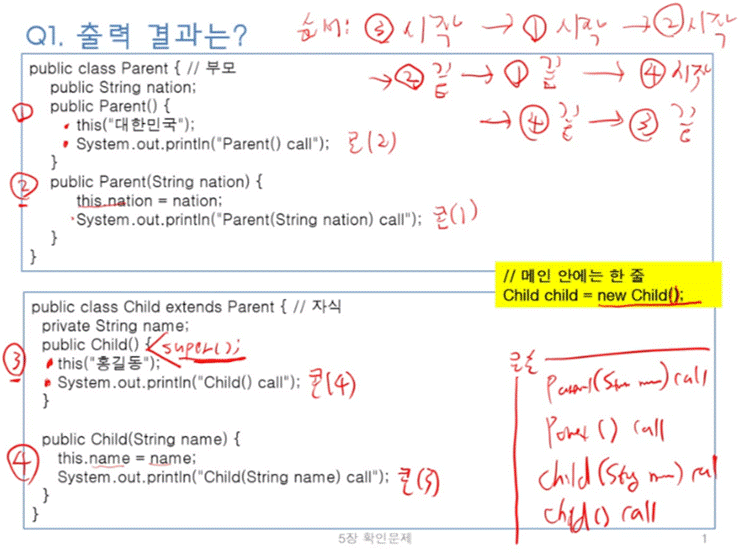 Q1. 출력 결과는?
순서: ③ 시작 → ① 시작 → ② 시작
→ ② 끝 → ① 끝 → ④ 시작
→ ④ 끝 → ③ 끝
public class Parent { // 부모
public String nation;
① public Parent() {
this("대한민국");
System.out.println("Parent() call"); 콘(2)
}
② public Parent(String nation) {
this.nation = nation;
System.out.println("Parent(String nation) call"); 콘(1)
}
}
// 메인 안에는 한 줄
Child child = new Child();
public class Child extends Parent { // 자식
private String name;
public Child() { super();
③ this("홍길동");
System.out.println("Child() call"); 콘(4)
}
④ public Child(String name) {
this.name = name;
System.out.println("Child(String name) call"); 콘(3)
}
}
콘솔
call
() call
Child
child() call
5장 확인문제
1